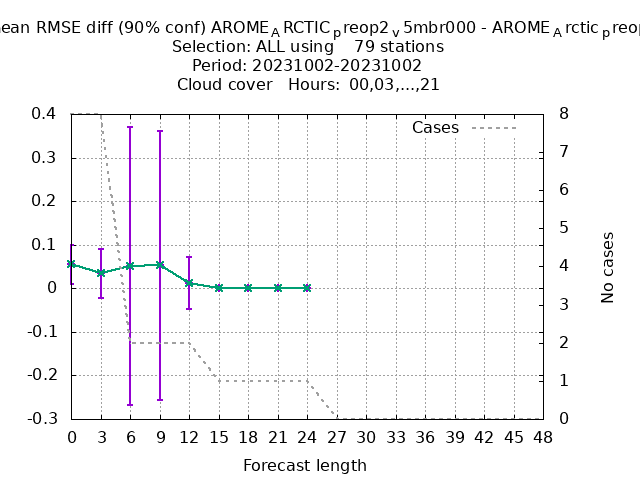 nean RMSE diff (90% conf) AROME_ARCTIC_preop2_v5mbr000 - AROME_Arctic_preop
Selection: ALL using 79 stations
Period: 20231002-20231002
Cloud cover Hours: 00,03,...,21
Cases
0.4
0.3
0.2
0.1
0
-0.1
-0.2
-0.3
8
7
6
5
4
3
2
1
0
No cases
0 3 6 9 12 15 18 21 24 27 30 33 36 39 42 45 48
Forecast length